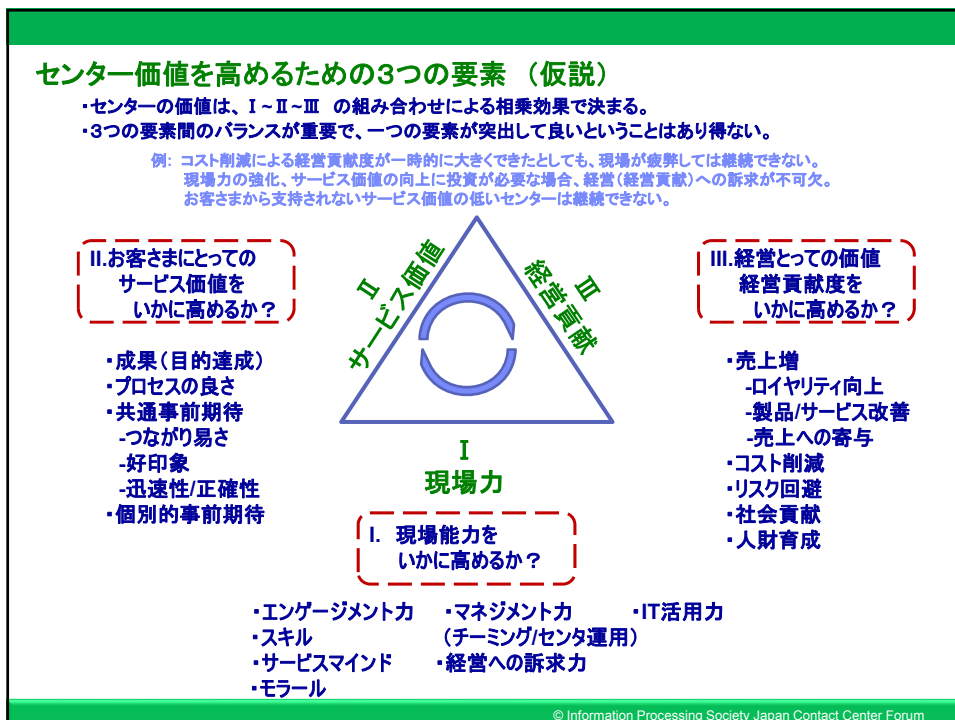 センター価値を高めるための３つの要素　（仮説）
・センターの価値は、Ⅰ~Ⅱ~Ⅲ　の組み合わせによる相乗効果で決まる。
・３つの要素間のバランスが重要で、一つの要素が突出して良いということはあり得ない。
例:　コスト削減による経営貢献度が一時的に大きくできたとしても、現場が疲弊しては継続できない。
現場力の強化、サービス価値の向上に投資が必要な場合、経営（経営貢献）への訴求が不可欠。
お客さまから支持されないサービス価値の低いセンターは継続できない。
II.お客さまにとっての
サービス価値を
いかに高めるか？
・成果（目的達成）
・プロセスの良さ
・共通事前期待
-つながり易さ
-好印象
-迅速性/正確性
・個別的事前期待
Ⅱ
サービス価値
Ⅲ
経営貢献
Ⅰ
現場力
III.経営とっての価値
経営貢献度を
いかに高めるか？
・売上増
-ロイヤリティ向上
-製品/サービス改善
-売上への寄与
・コスト削減
・リスク回避
・社会貢献
・人財育成
I.　現場能力を
いかに高めるか？
・エンゲージメント力　・マネジメント力　・IT活用力
・スキル　（チーミング/センタ運用）
・サービスマインド　・経営への訴求力
・モラール
© Information Processing Society Japan Contact Center Forum